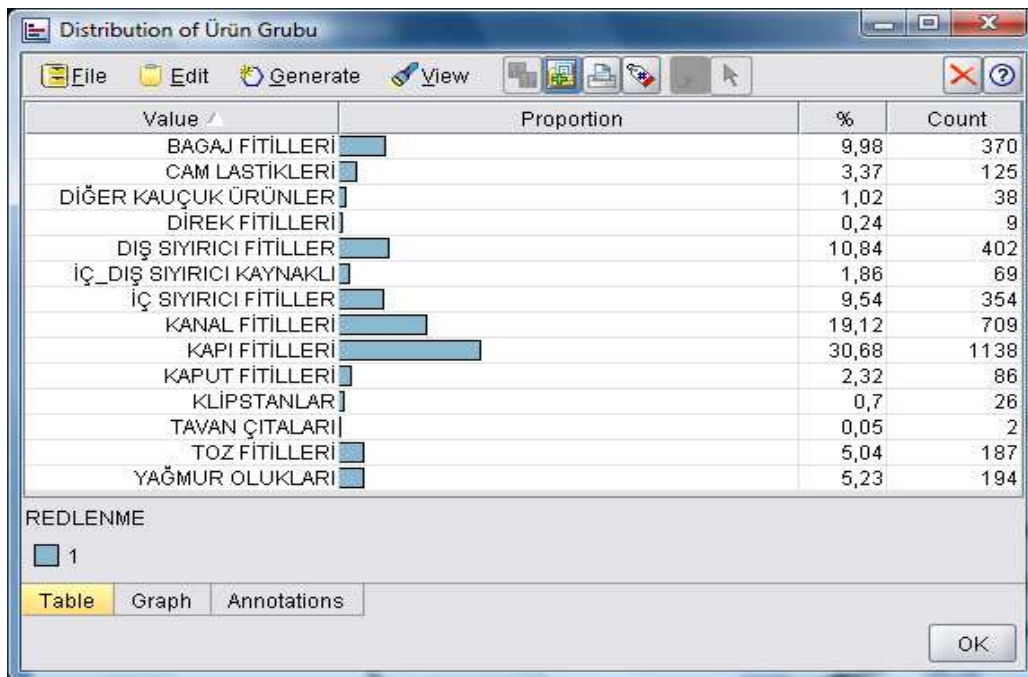 Distribution of Ürün Grubu
File Edit Generate View
Value Proportion % Count
BAGAJ FİTİLLERİ 9,98 370
CAM LASTİKLERİ 3,37 125
DİĞER KAUÇUK ÜRÜNLER 1,02 38
DİREK FİTİLLERİ 0,24 9
DIŞ SIYIRICI FİTİLLER 10,84 402
İÇ_DIŞ SIYIRICI KAYNAKLI 1,86 69
İÇ SIYIRICI FİTİLLER 9,54 354
KANAL FİTİLLERİ 19,12 709
KAPI FİTİLLERİ 30,68 1138
KAPUT FİTİLLERİ 2,32 86
KLİPSTANLAR 0,7 26
TAVAN ÇITALARI 0,05 2
TOZ FİTİLLERİ 5,04 187
YAĞMUR OLUKLARI 5,23 194
REDLENME
1
Table Graph Annotations
OK